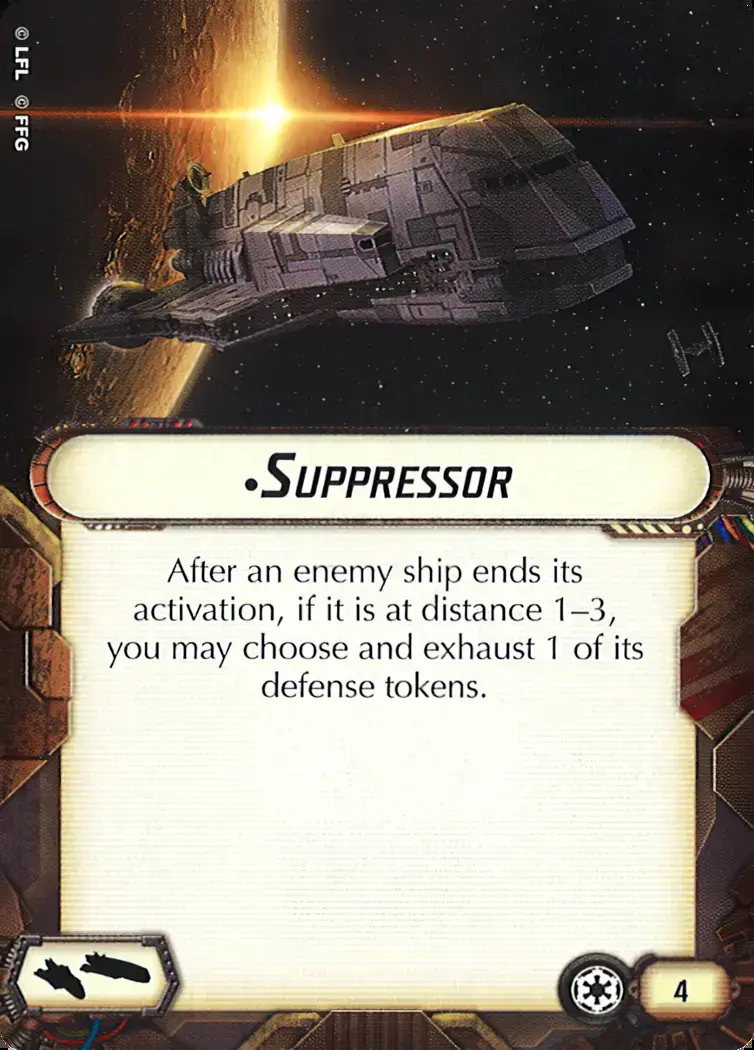 © LFL © FFG
•Suppressor
After an enemy ship ends its
activation, if it is at distance 1–3,
you may choose and exhaust 1 of its
defense tokens.
4